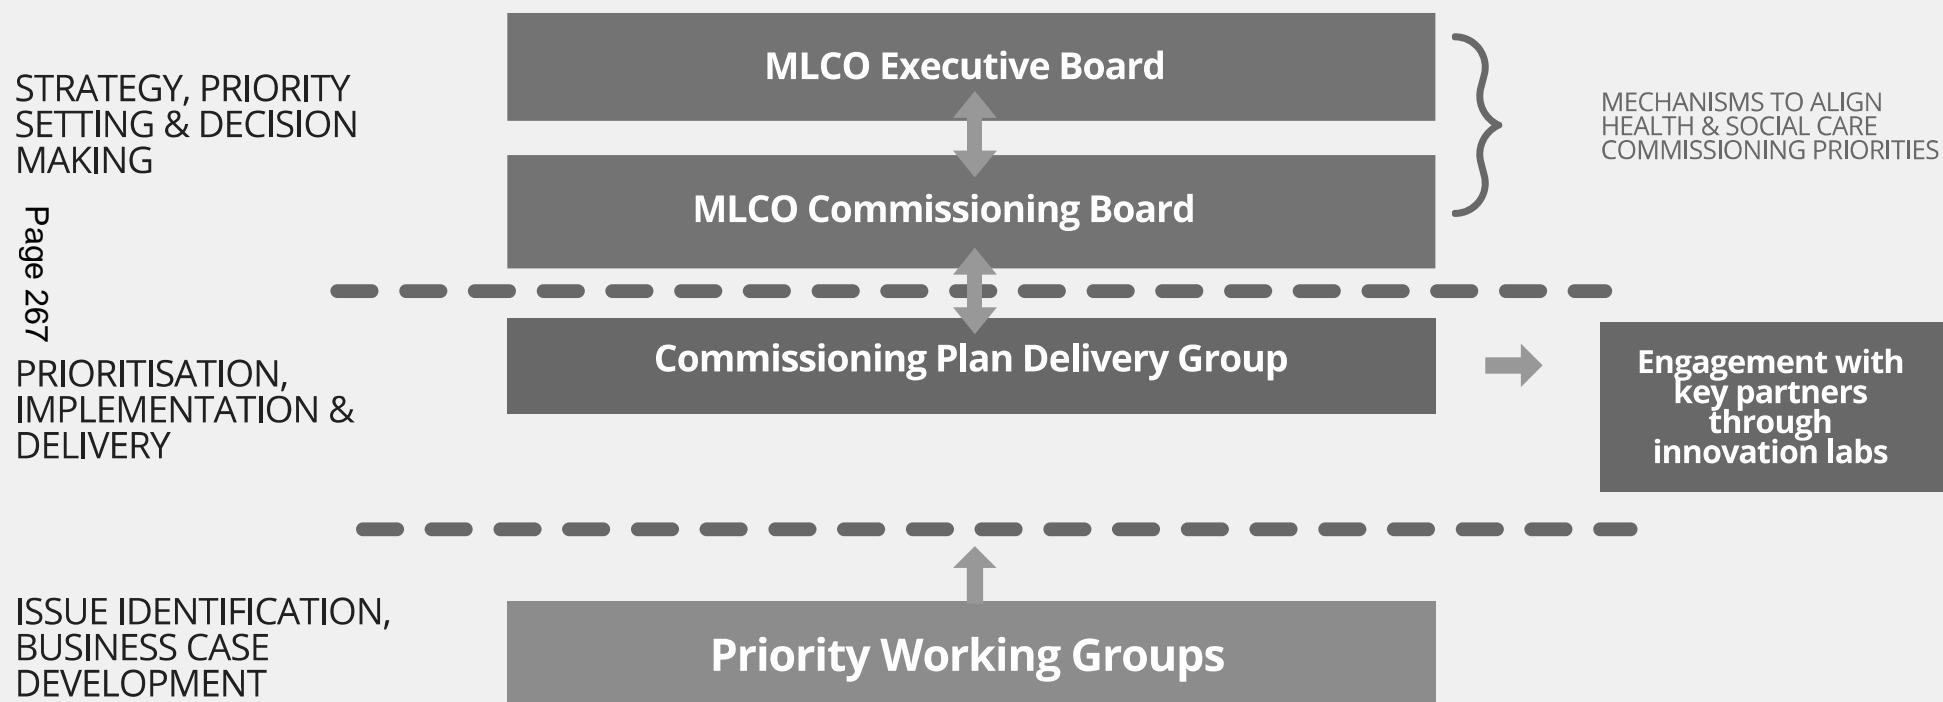 STRATEGY, PRIORITY
SETTING & DECISION
MAKING
MLCO Executive Board
MLCO Commissioning Board
MECHANISMS TO ALIGN
HEALTH & SOCIAL CARE
COMMISSIONING PRIORITIES
Page 267
PRIORITISATION,
IMPLEMENTATION &
DELIVERY
Commissioning Plan Delivery Group
Engagement with
key partners
through
innovation labs
ISSUE IDENTIFICATION,
BUSINESS CASE
DEVELOPMENT
Priority Working Groups